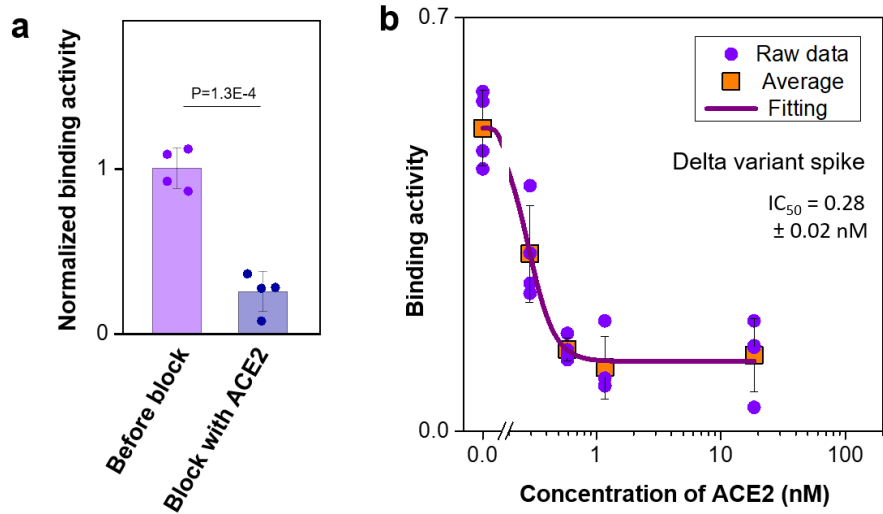 a
Normalized binding activity
P=1.3E-4
1
0
Before block
Block with ACE2
b
Binding activity
0.7
0.0
Raw data
Average
Fitting
Delta variant spike
IC50 = 0.28
± 0.02 nM
0.0
1
10
100
Concentration of ACE2 (nM)